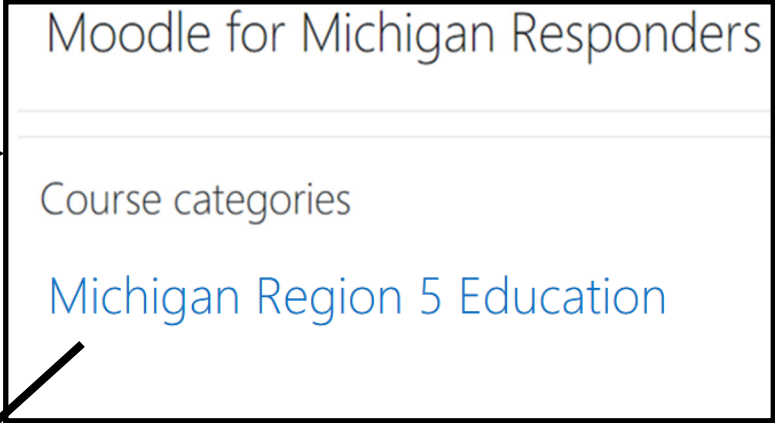 Moodle for Michigan Responders
Course categories
Michigan Region 5 Education